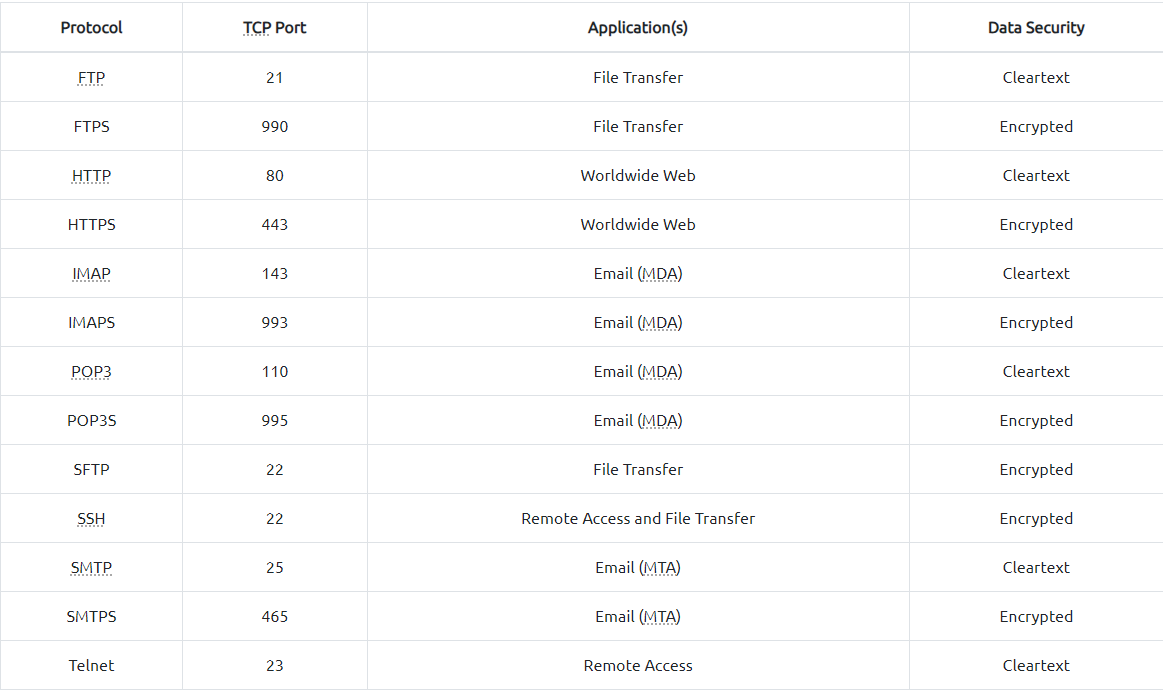 Protocol TCP Port Application(s) Data Security
FTP 21 File Transfer Cleartext
FTPS 990 File Transfer Encrypted
HTTP 80 Worldwide Web Cleartext
HTTPS 443 Worldwide Web Encrypted
IMAP 143 Email (MDA) Cleartext
IMAPS 993 Email (MDA) Encrypted
POP3 110 Email (MDA) Cleartext
POP3S 995 Email (MDA) Encrypted
SFTP 22 File Transfer Encrypted
SSH 22 Remote Access and File Transfer Encrypted
SMTP 25 Email (MTA) Cleartext
SMTPS 465 Email (MTA) Encrypted
Telnet 23 Remote Access Cleartext